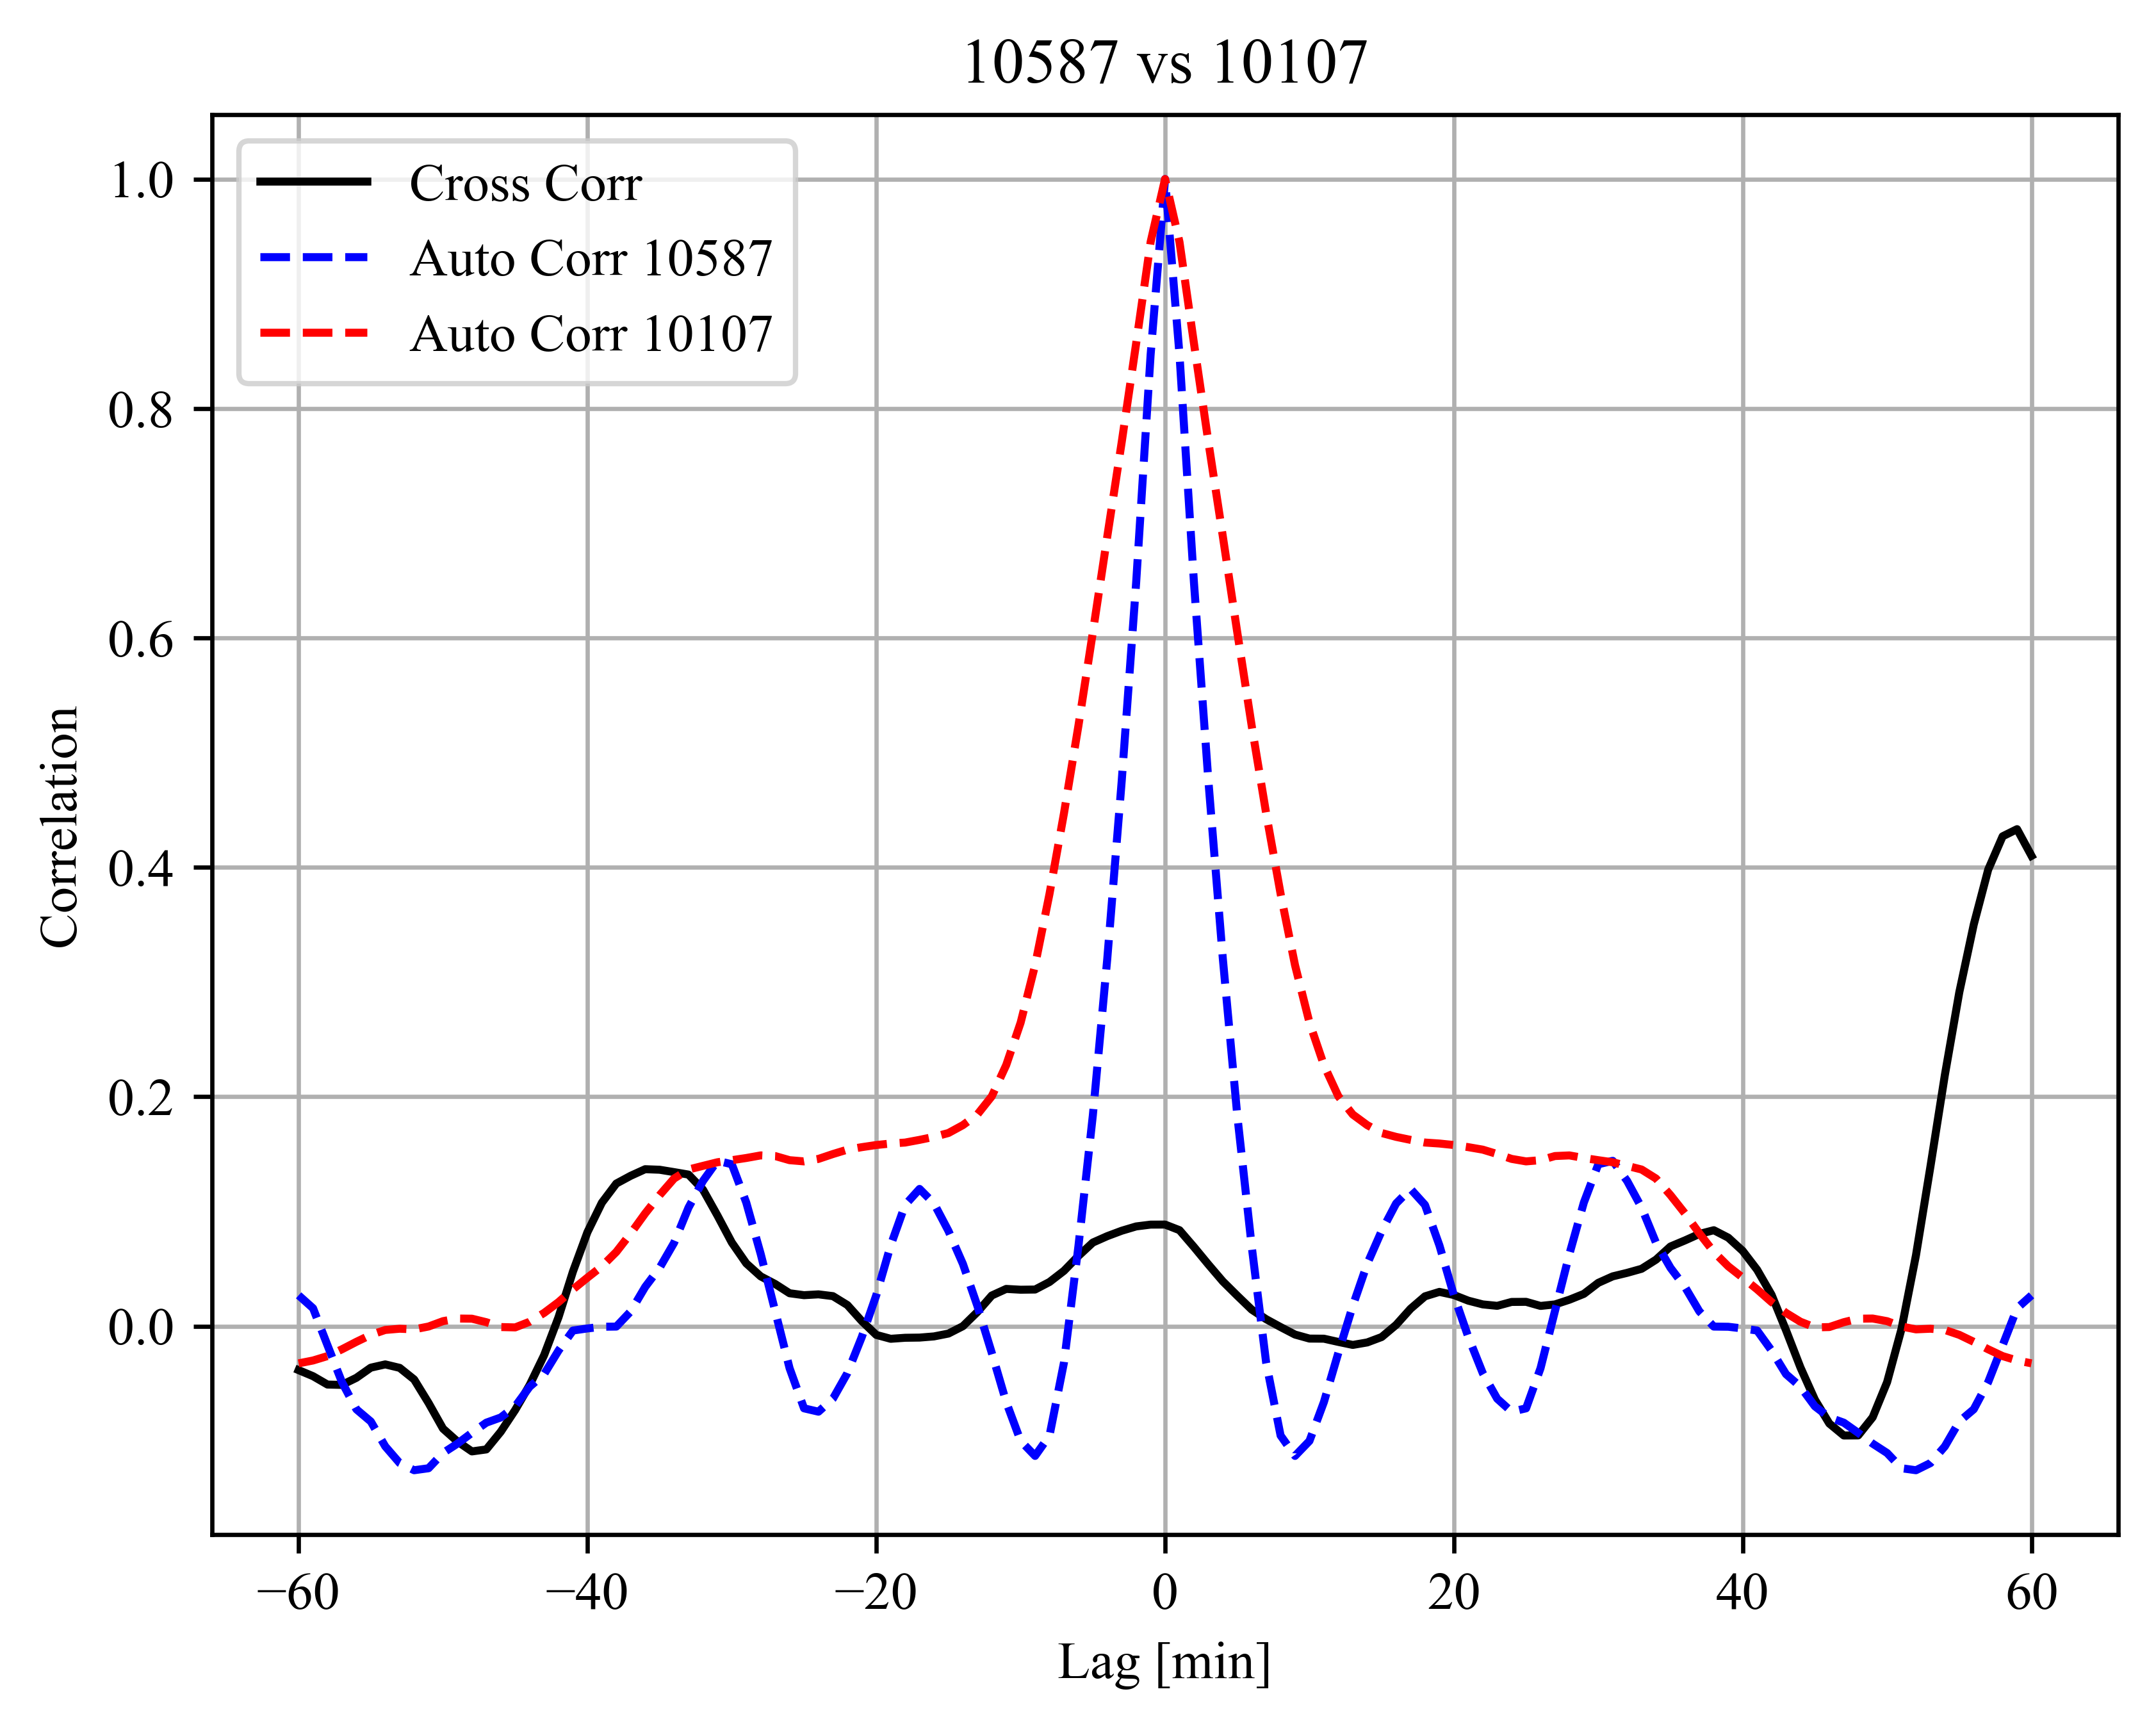 10587 vs 10107
Cross Corr
Auto Corr 10587
Auto Corr 10107
1.0
0.8
0.6
0.4
0.2
0.0
Correlation
−60
−40
−20
0
20
40
60
Lag [min]